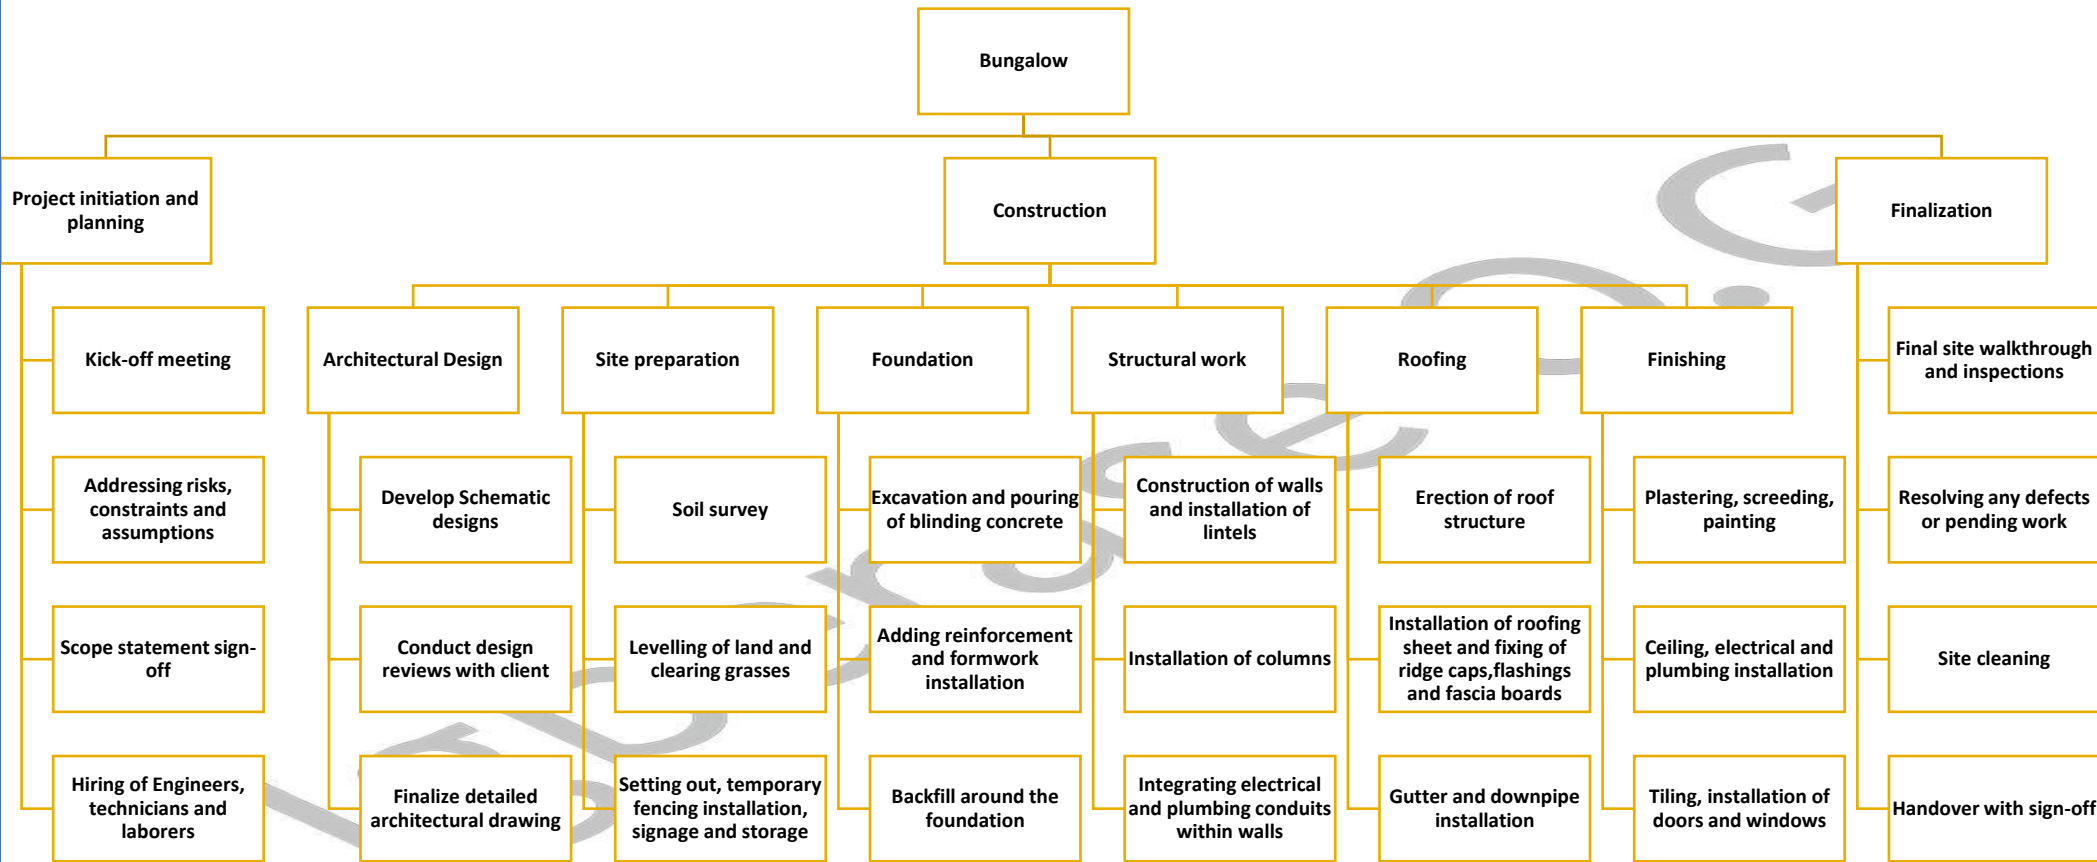 Bungalow
Project initiation and
planning
Construction
Finalization
Kick-off meeting
Addressing risks,
constraints and
assumptions
Scope statement sign-
off
Hiring of Engineers,
technicians and
laborers
Architectural Design
Develop Schematic
designs
Conduct design
reviews with client
Finalize detailed
architectural drawing
Site preparation
Soil survey
Levelling of land and
clearing grasses
Setting out, temporary
fencing installation,
signage and storage
Foundation
Excavation and pouring
of blinding concrete
Adding reinforcement
and formwork
installation
Backfill around the
foundation
Structural work
Construction of walls
and installation of
lintels
Installation of columns
Integrating electrical
and plumbing conduits
within walls
Roofing
Erection of roof
structure
Installation of roofing
sheet and fixing of
ridge caps,flashings
and fascia boards
Gutter and downpipe
installation
Finishing
Plastering, screeding,
painting
Ceiling, electrical and
plumbing installation
Tiling, installation of
doors and windows
Final site walkthrough
and inspections
Resolving any defects
or pending work
Site cleaning
Handover with sign-off